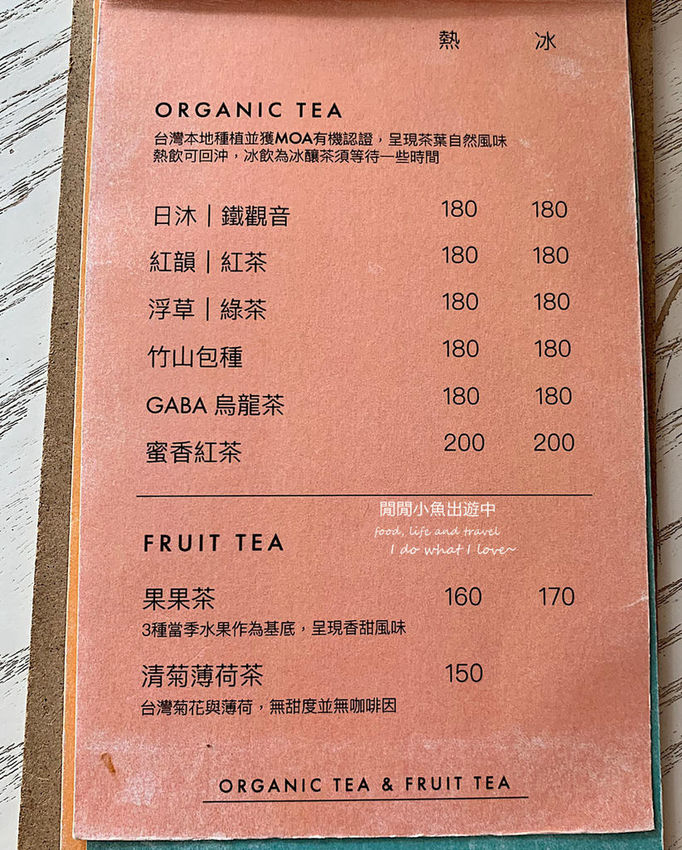 熱 冰
ORGANIC TEA
台灣本地種植並獲MOA有機認證，呈現茶葉自然風味
熱飲可回沖，冰飲為冰釀茶須等待一些時間
日沐｜鐵觀音 180 180
紅韻｜紅茶 180 180
浮草｜綠茶 180 180
竹山包種 180 180
GABA 烏龍茶 180 180
蜜香紅茶 200 200
閒閒小魚出遊中
food, life and travel
I do what I love~
FRUIT TEA
果果茶 160 170
3種當季水果作為基底，呈現香甜風味
清菊薄荷茶 150
台灣菊花與薄荷，無甜度並無咖啡因
ORGANIC TEA & FRUIT TEA